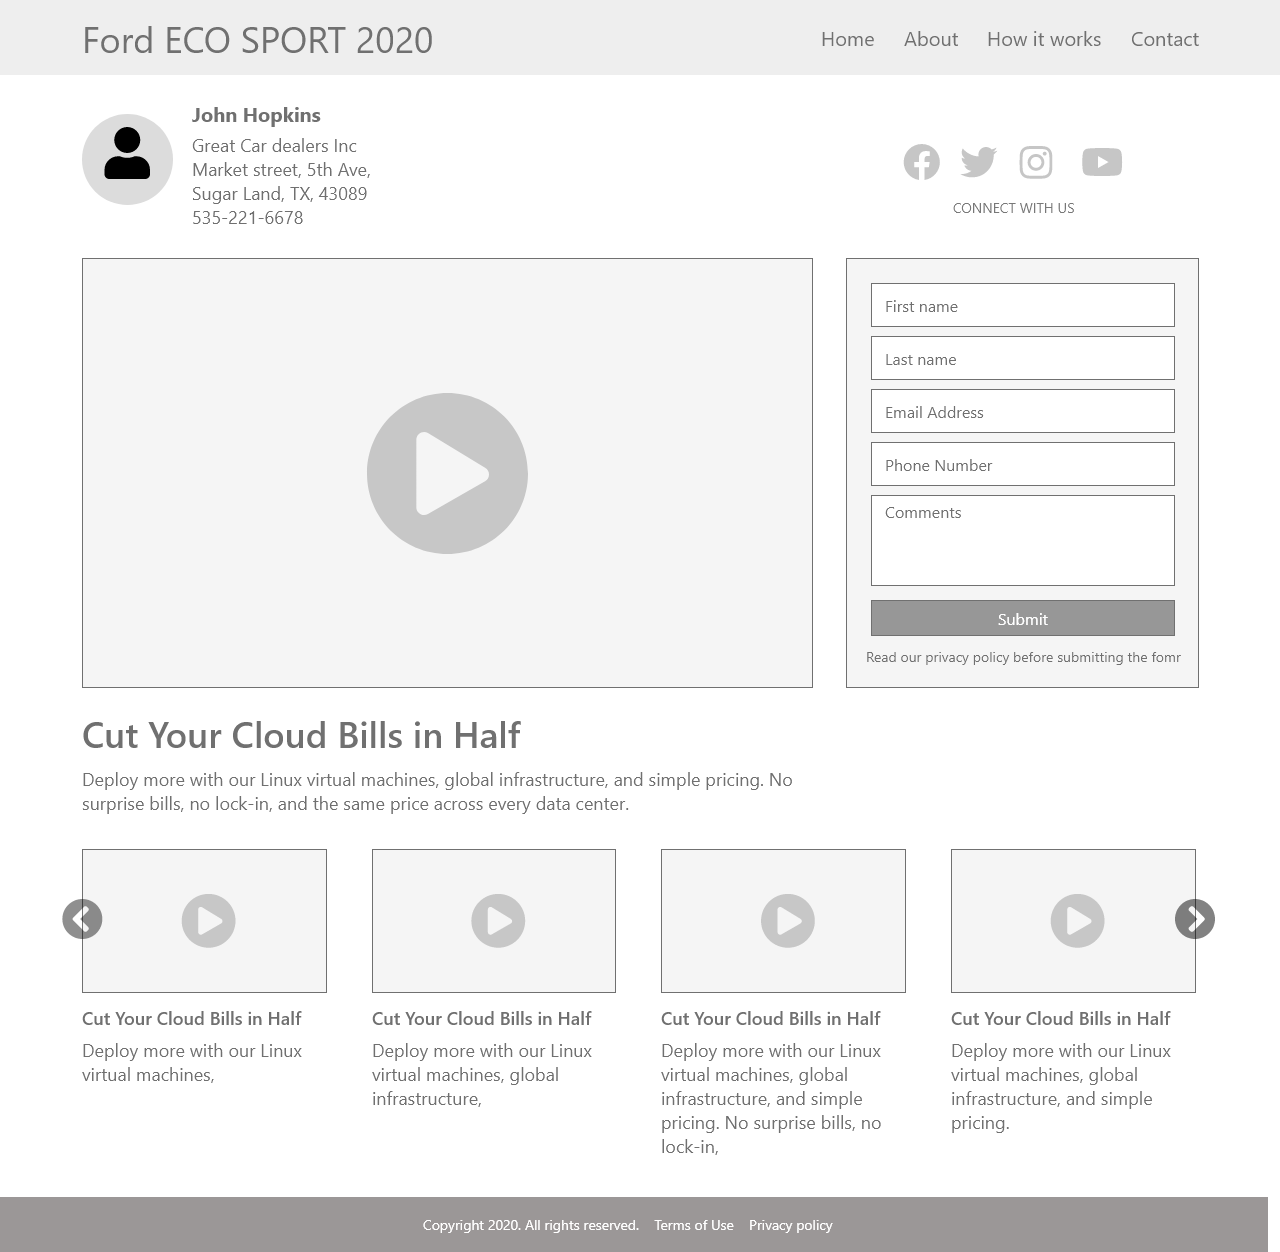 Ford ECO SPORT 2020
Home About How it works Contact
John Hopkins
Great Car dealers Inc
Market street, 5th Ave,
Sugar Land, TX, 43089
535-221-6678
CONNECT WITH US
First name
Last name
Email Address
Phone Number
Comments
Submit
Read our privacy policy before submitting the fomr
Cut Your Cloud Bills in Half
Deploy more with our Linux virtual machines, global infrastructure, and simple pricing. No
surprise bills, no lock-in, and the same price across every data center.
Cut Your Cloud Bills in Half
Deploy more with our Linux
virtual machines,
Cut Your Cloud Bills in Half
Deploy more with our Linux
virtual machines, global
infrastructure,
Cut Your Cloud Bills in Half
Deploy more with our Linux
virtual machines, global
infrastructure, and simple
pricing. No surprise bills, no
lock-in,
Cut Your Cloud Bills in Half
Deploy more with our Linux
virtual machines, global
infrastructure, and simple
pricing.
Copyright 2020. All rights reserved. Terms of Use Privacy policy